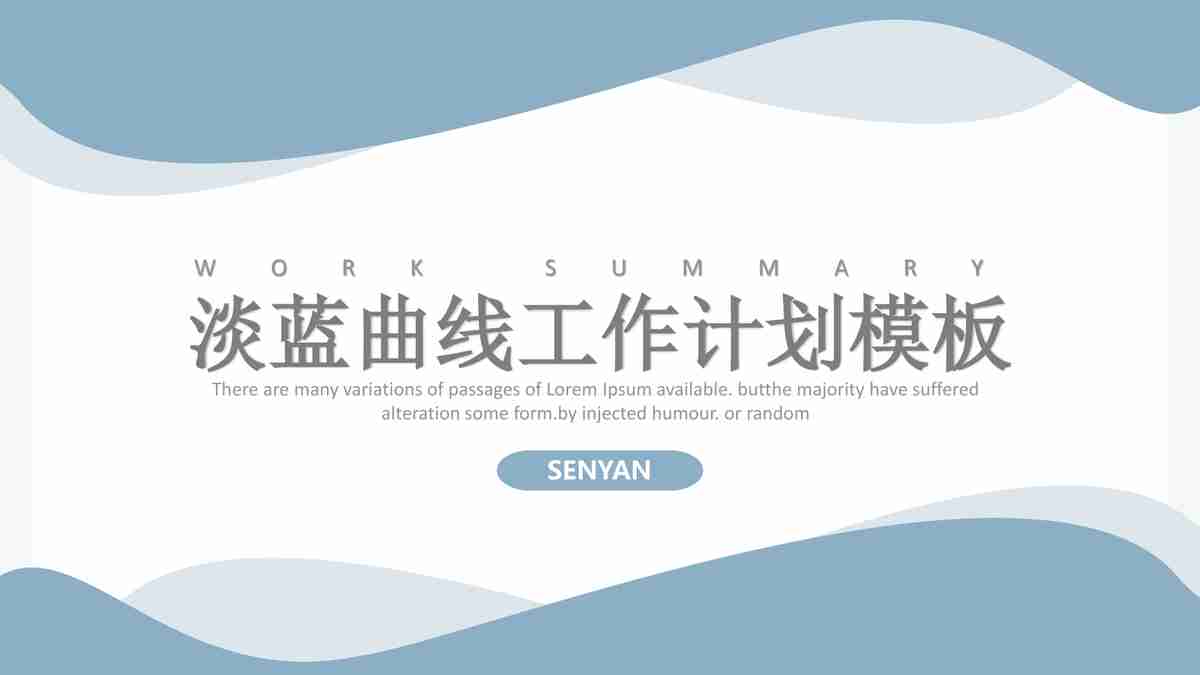 WORK SUMMARY
淡蓝曲线工作计划模板
There are many variations of passages of Lorem Ipsum available. butthe majority have suffered
alteration some form.by injected humour. or random
SENYAN